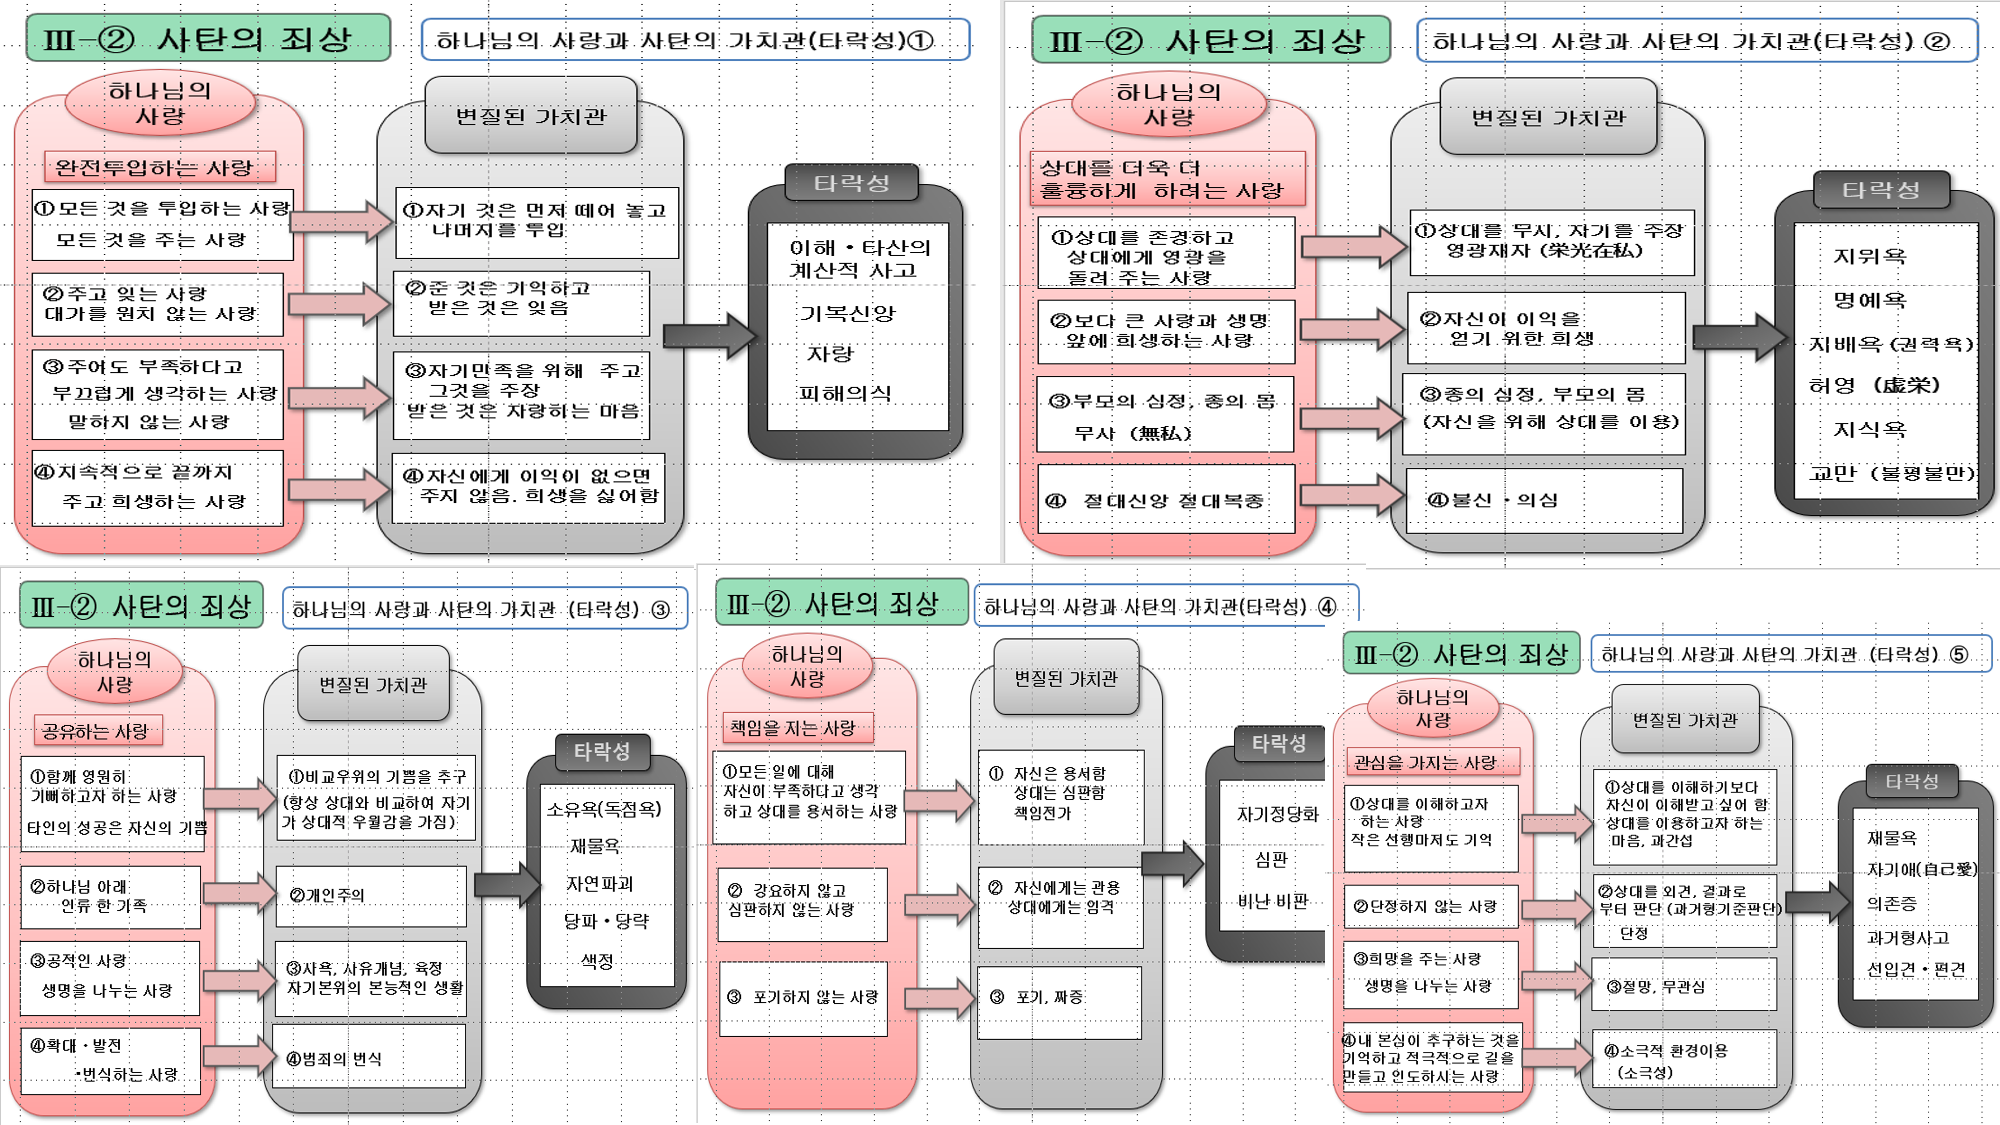 Ⅲ-② 사탄의 죄상
하나님의 사랑과 사탄의 가치관(타락성)①
하나님의
사랑
완전투입하는 사랑
①모든 것을 투입하는 사랑
모든 것을 주는 사랑
②주고 잊는 사랑
대가를 원치 않는 사랑
③주어도 부족하다고
부끄럽게 생각하는 사랑
말하지 않는 사랑
④지속적으로 끝까지
주고 희생하는 사랑
변질된 가치관
①자기 것은 먼저 떼어 놓고
나머지를 투입
②준 것은 기억하고
받은 것은 잊음
③자기만족을 위해 주고
그것을 주장
받은 것은 자랑하는 마음
④자신에게 이익이 없으면
주지 않음. 희생을 싫어함
타락성
이해・타산의
계산적 사고
기복신앙
자랑
피해의식
Ⅲ-② 사탄의 죄상
하나님의 사랑과 사탄의 가치관(타락성) ②
하나님의
사랑
상대를 더욱 더
훌륭하게 하려는 사랑
①상대를 존경하고
상대에게 영광을
돌려 주는 사랑
②보다 큰 사랑과 생명
앞에 희생하는 사랑
③부모의 심정, 종의 몸
무사 (無私)
④ 절대신앙 절대복종
변질된 가치관
①상대를 무시, 자기를 주장
영광재자 (栄光在私)
②자신이 이익을
얻기 위한 희생
③종의 심정, 부모의 몸
(자신을 위해 상대를 이용)
④불신・의심
타락성
지위욕
명예욕
지배욕 (권력욕)
허영 (虚栄)
지식욕
교만 (불평불만)
Ⅲ-② 사탄의 죄상
하나님의 사랑과 사탄의 가치관 (타락성) ③
하나님의
사랑
공유하는 사랑
①함께 영원히
기뻐하고자 하는 사랑
타인의 성공은 자신의 기쁨
②하나님 아래
인류 한 가족
③공적인 사랑
생명을 나누는 사랑
④확대・발전
・번식하는 사랑
변질된 가치관
①비교우위의 기쁨을 추구
(항상 상대와 비교하여 자기
가 상대적 우월감을 가짐)
②개인주의
③사욕, 사유개념, 육정
자기본위의 본능적인 생활
④범죄의 번식
타락성
소유욕(독점욕)
재물욕
자연파괴
당파・당략
색정
Ⅲ-② 사탄의 죄상
하나님의 사랑과 사탄의 가치관(타락성) ④
하나님의
사랑
책임을 지는 사랑
①모든 일에 대해
자신이 부족하다고 생각
하고 상대를 용서하는 사랑
② 강요하지 않고
심판하지 않는 사랑
③ 포기하지 않는 사랑
변질된 가치관
① 자신은 용서함
상대는 심판함
책임전가
② 자신에게는 관용
상대에게는 엄격
③ 포기, 짜증
타락성
자기정당화
심판
비난 비판
Ⅲ-② 사탄의 죄상
하나님의 사랑과 사탄의 가치관 (타락성) ⑤
하나님의
사랑
관심을 가지는 사랑
①상대를 이해하고자
하는 사랑
작은 선행마저도 기억
②단정하지 않는 사랑
③희망을 주는 사랑
생명을 나누는 사랑
④내 본심이 추구하는 것을
기억하고 적극적으로 길을
만들고 인도하시는 사랑
변질된 가치관
①상대를 이해하기보다
자신이 이해받고 싶어 함
상대를 이용하고자 하는
마음, 과간섭
②상대를 외견, 결과로
부터 판단 (과거형기준판단)
단정
③절망, 무관심
④소극적 환경이용
(소극성)
타락성
재물욕
자기애(自己愛)
의존증
과거형사고
선입견・편견